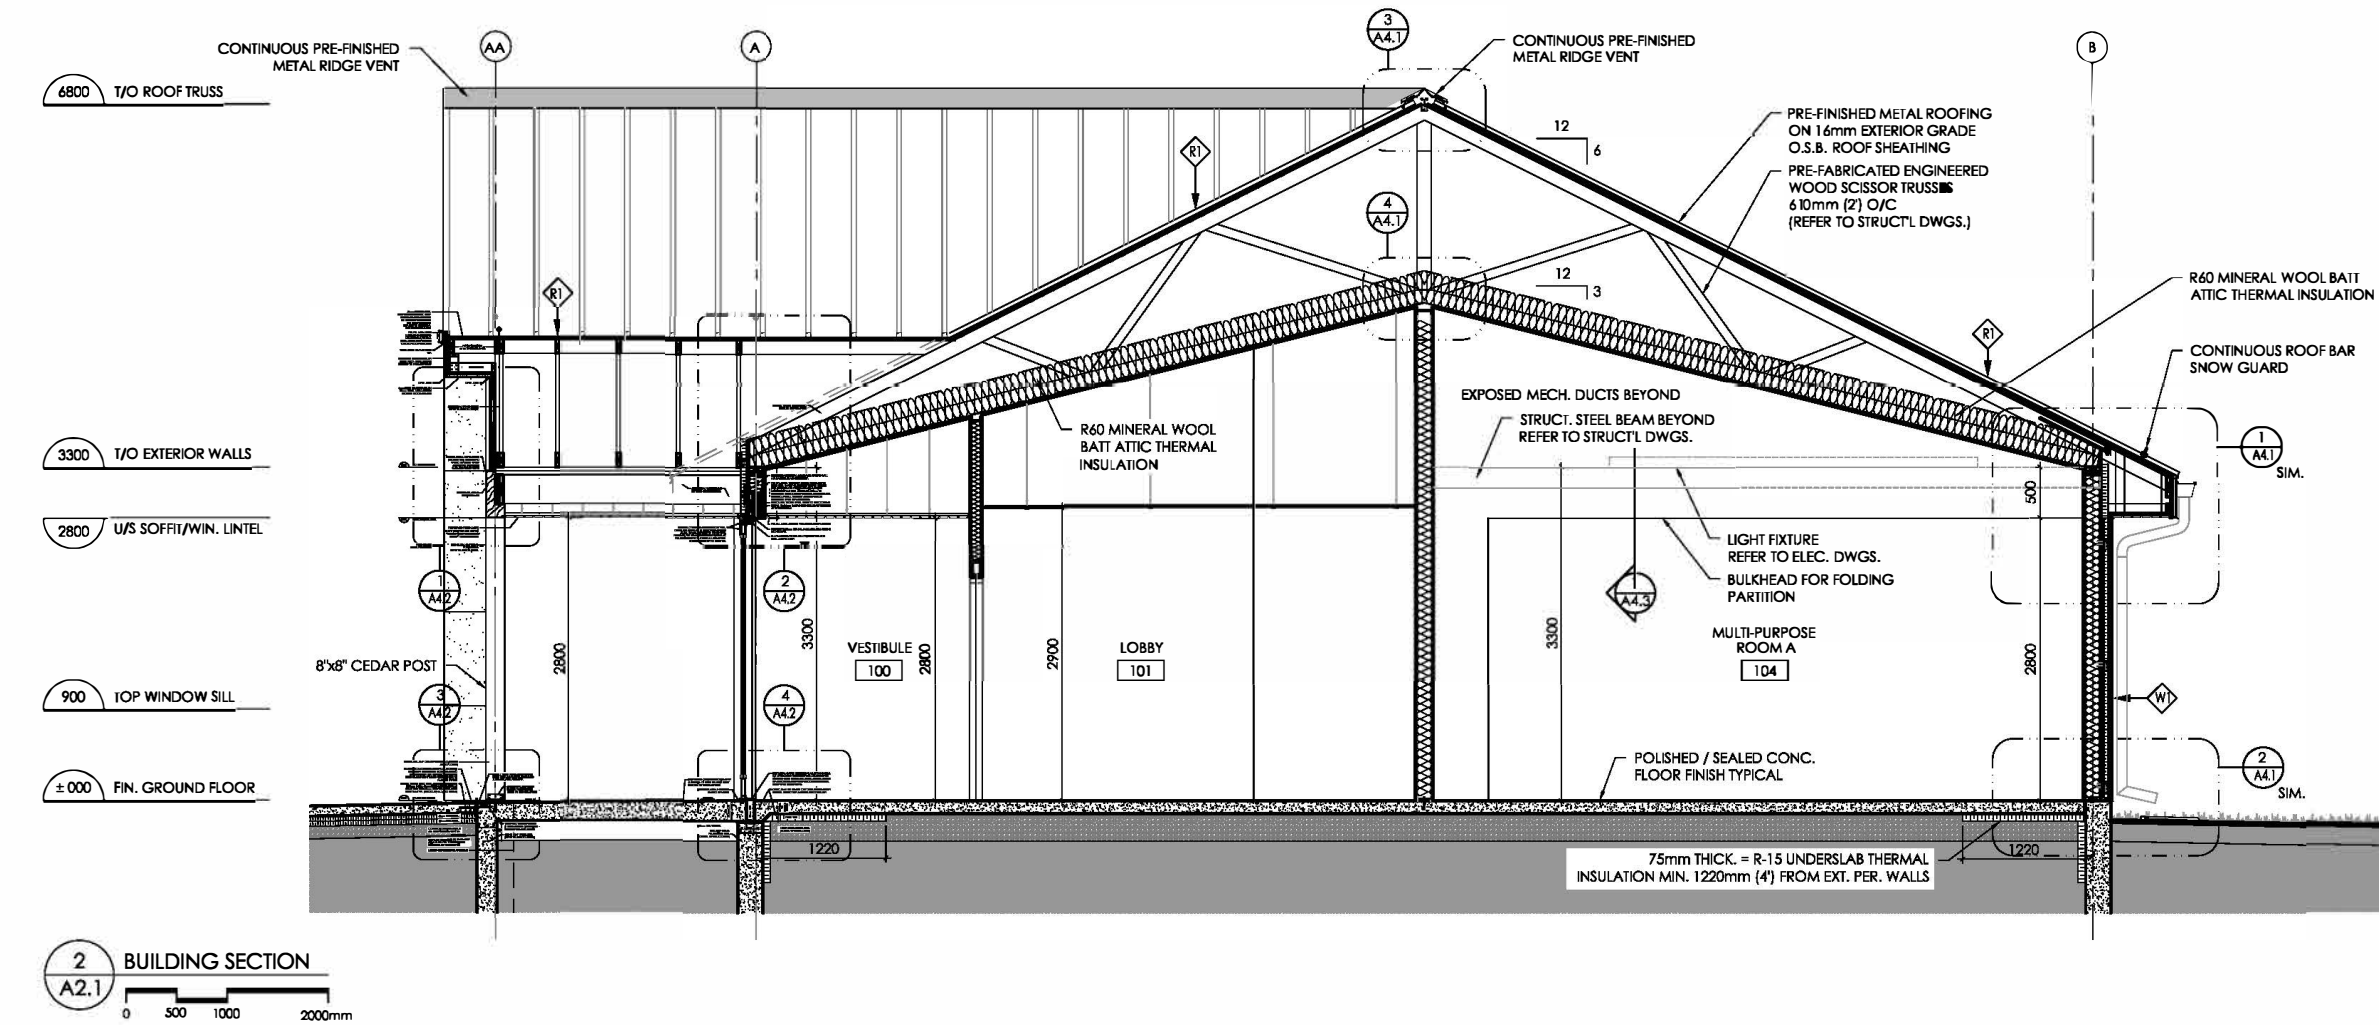 CONTINUOUS PRE-FINISHED
METAL RIDGE VENT
AA
A
3
A4.1
CONTINUOUS PRE-FINISHED
METAL RIDGE VENT
B
6800
T/O ROOF TRUSS
PRE-FINISHED METAL ROOFING
ON 16mm EXTERIOR GRADE
O.S.B. ROOF SHEATHING
12
6
R1
PRE-FABRICATED ENGINEERED
WOOD SCISSOR TRUSSES
610mm (2') O/C
(REFER TO STRUCT'L DWGS.)
4
A4.1
12
3
R1
R60 MINERAL WOOL BATT
ATTIC THERMAL INSULATION
R1
CONTINUOUS ROOF BAR
SNOW GUARD
EXPOSED MECH. DUCTS BEYOND
STRUCT. STEEL BEAM BEYOND
REFER TO STRUCT'L DWGS.
R60 MINERAL WOOL
BATT ATTIC THERMAL
INSULATION
3300
T/O EXTERIOR WALLS
1
A4.1
SIM.
500
2800
U/S SOFFIT/WIN. LINTEL
LIGHT FIXTURE
REFER TO ELEC. DWGS.
BULKHEAD FOR FOLDING
PARTITION
1
A4.2
2
A4.2
A4.3
2800
3300
VESTIBULE
100
2800
2900
LOBBY
101
3300
MULTI-PURPOSE
ROOM A
104
2800
8"x8" CEDAR POST
900
TOP WINDOW SILL
3
A4.2
4
A4.2
W1
POLISHED / SEALED CONC.
FLOOR FINISH TYPICAL
2
A4.1
SIM.
±000
FIN. GROUND FLOOR
1220
1220
75mm THICK. = R-15 UNDERSLAB THERMAL
INSULATION MIN. 1220mm (4') FROM EXT. PER. WALLS
2
A2.1
BUILDING SECTION
0 500 1000 2000mm